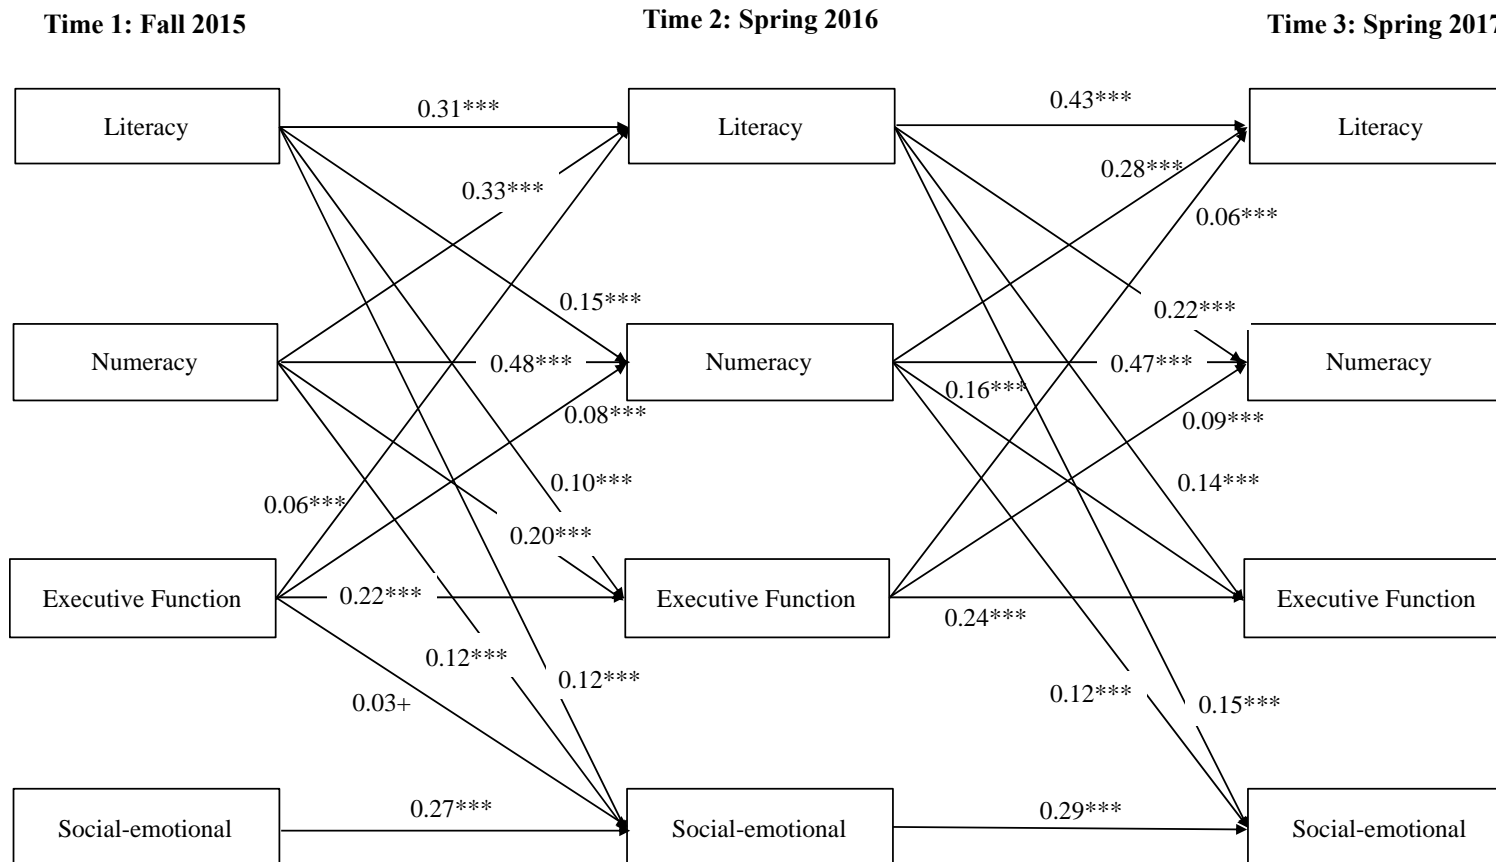 Time 1: Fall 2015
Time 2: Spring 2016
Time 3: Spring 2017
Literacy
0.31***
Literacy
0.43***
Literacy
0.33***
0.28***
0.06***
0.15***
0.22***
Numeracy
0.48***
Numeracy
0.47***
Numeracy
0.08***
0.16***
0.09***
0.10***
0.14***
0.06***
0.20***
Executive Function
0.22***
Executive Function
0.24***
Executive Function
0.12***
0.12***
0.03+
0.12***
0.15***
Social-emotional
0.27***
Social-emotional
0.29***
Social-emotional